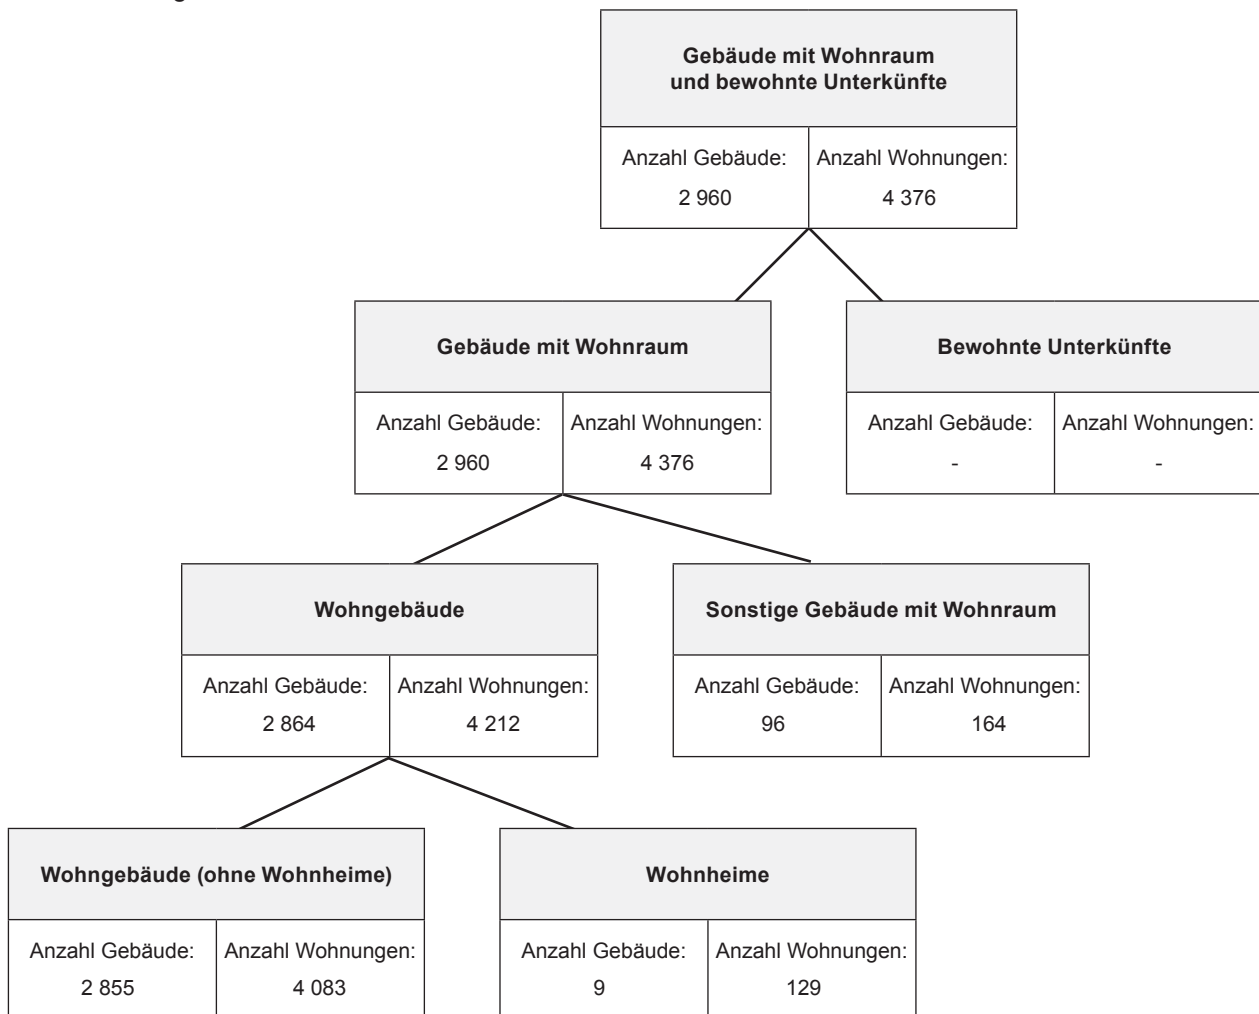 Gebäude mit Wohnraum
und bewohnte Unterkünfte
Anzahl Gebäude: Anzahl Wohnungen:
2 960 4 376
Gebäude mit Wohnraum
Anzahl Gebäude: Anzahl Wohnungen:
2 960 4 376
Bewohnte Unterkünfte
Anzahl Gebäude: Anzahl Wohnungen:
- -
Wohngebäude
Anzahl Gebäude: Anzahl Wohnungen:
2 864 4 212
Sonstige Gebäude mit Wohnraum
Anzahl Gebäude: Anzahl Wohnungen:
96 164
Wohngebäude (ohne Wohnheime)
Anzahl Gebäude: Anzahl Wohnungen:
2 855 4 083
Wohnheime
Anzahl Gebäude: Anzahl Wohnungen:
9 129